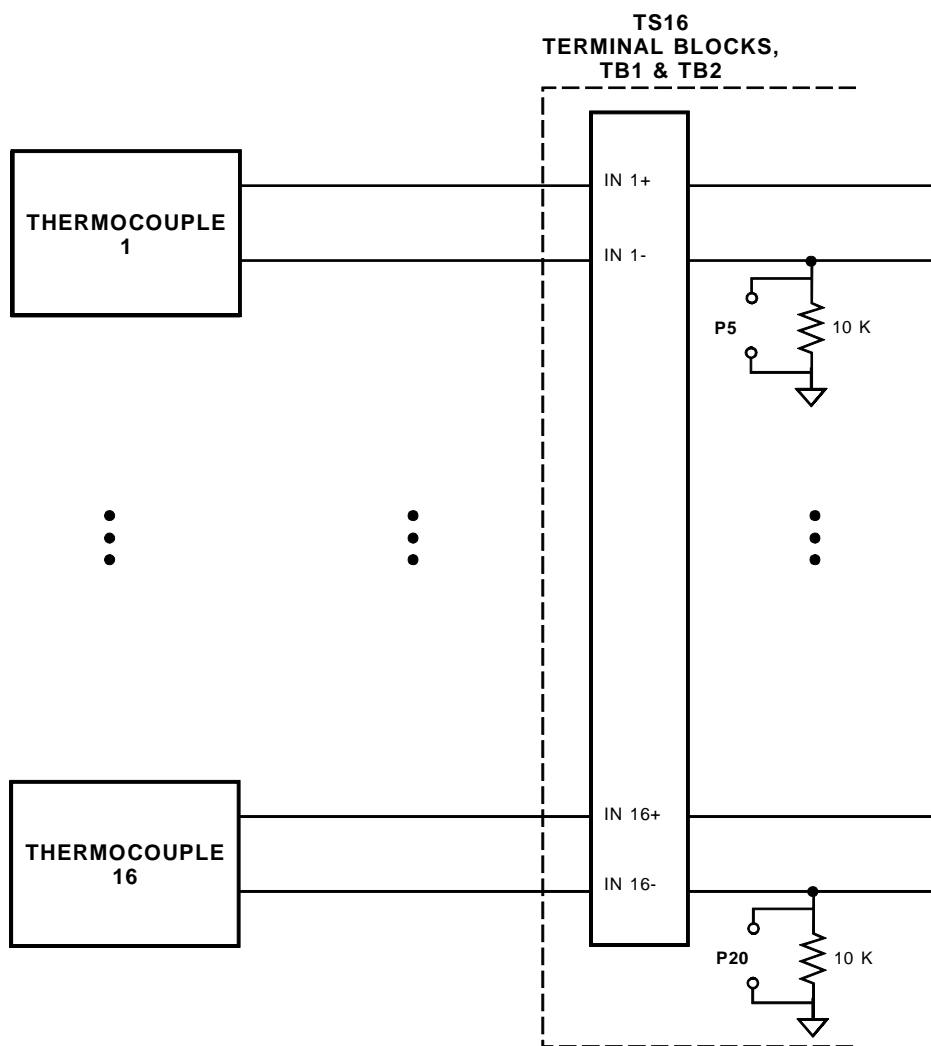 TS16
TERMINAL BLOCKS,
TB1 & TB2
IN 1+
THERMOCOUPLE
1
IN 1-
P5
10 K
IN 16+
THERMOCOUPLE
16
IN 16-
P20
10 K